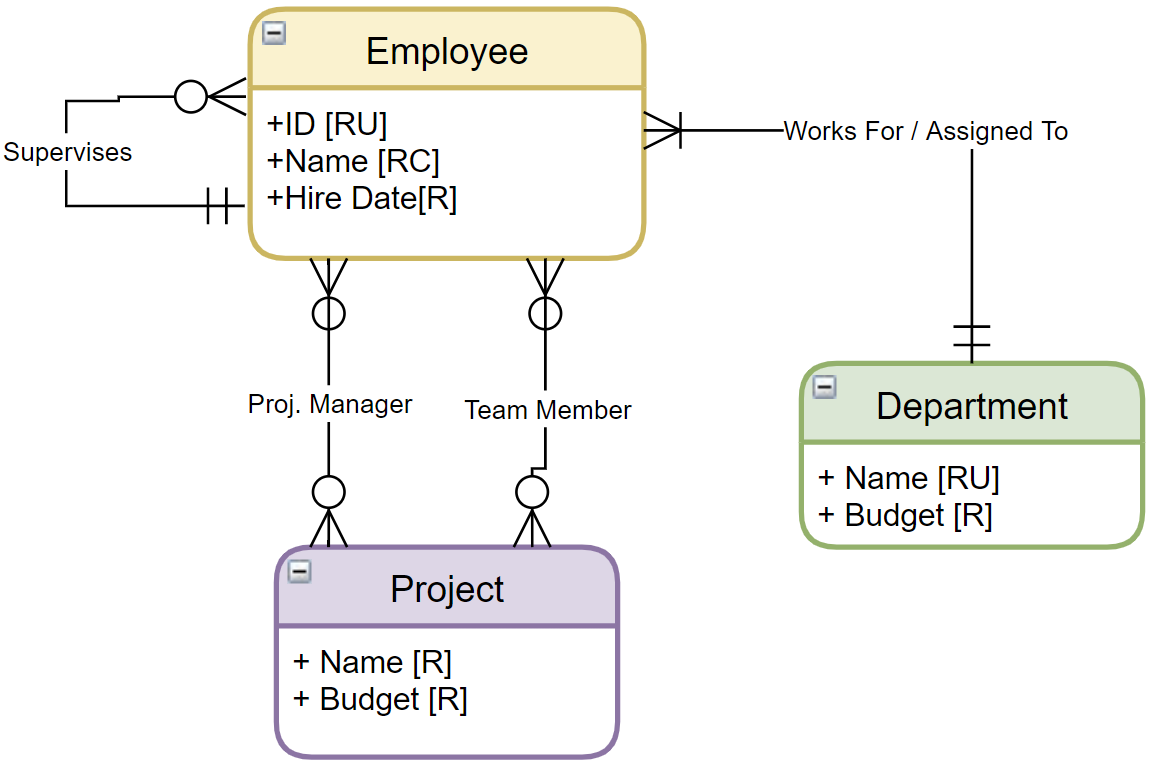 Employee
+ID [RU]
+Name [RC]
+Hire Date[R]
Supervises
Works For / Assigned To
Proj. Manager
Team Member
Department
+ Name [RU]
+ Budget [R]
Project
+ Name [R]
+ Budget [R]